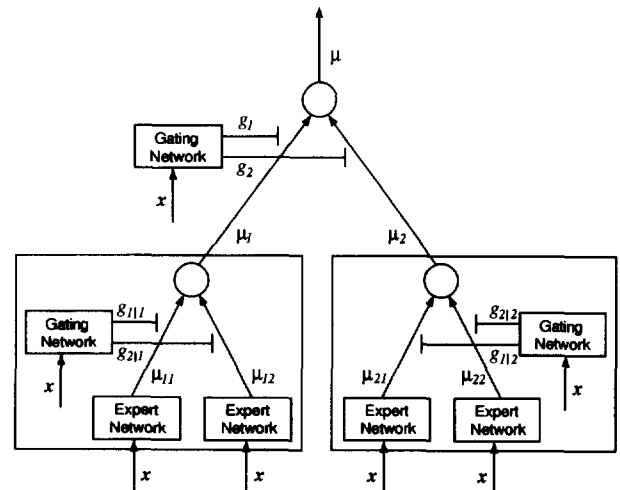 μ
g1
Gating
Network
g2
x
μ1
μ2
g1|1
Gating
Network
g2|1
x
μ11
μ12
Expert
Network
Expert
Network
x
x
g2|2
Gating
Network
g1|2
x
μ21
μ22
Expert
Network
Expert
Network
x
x